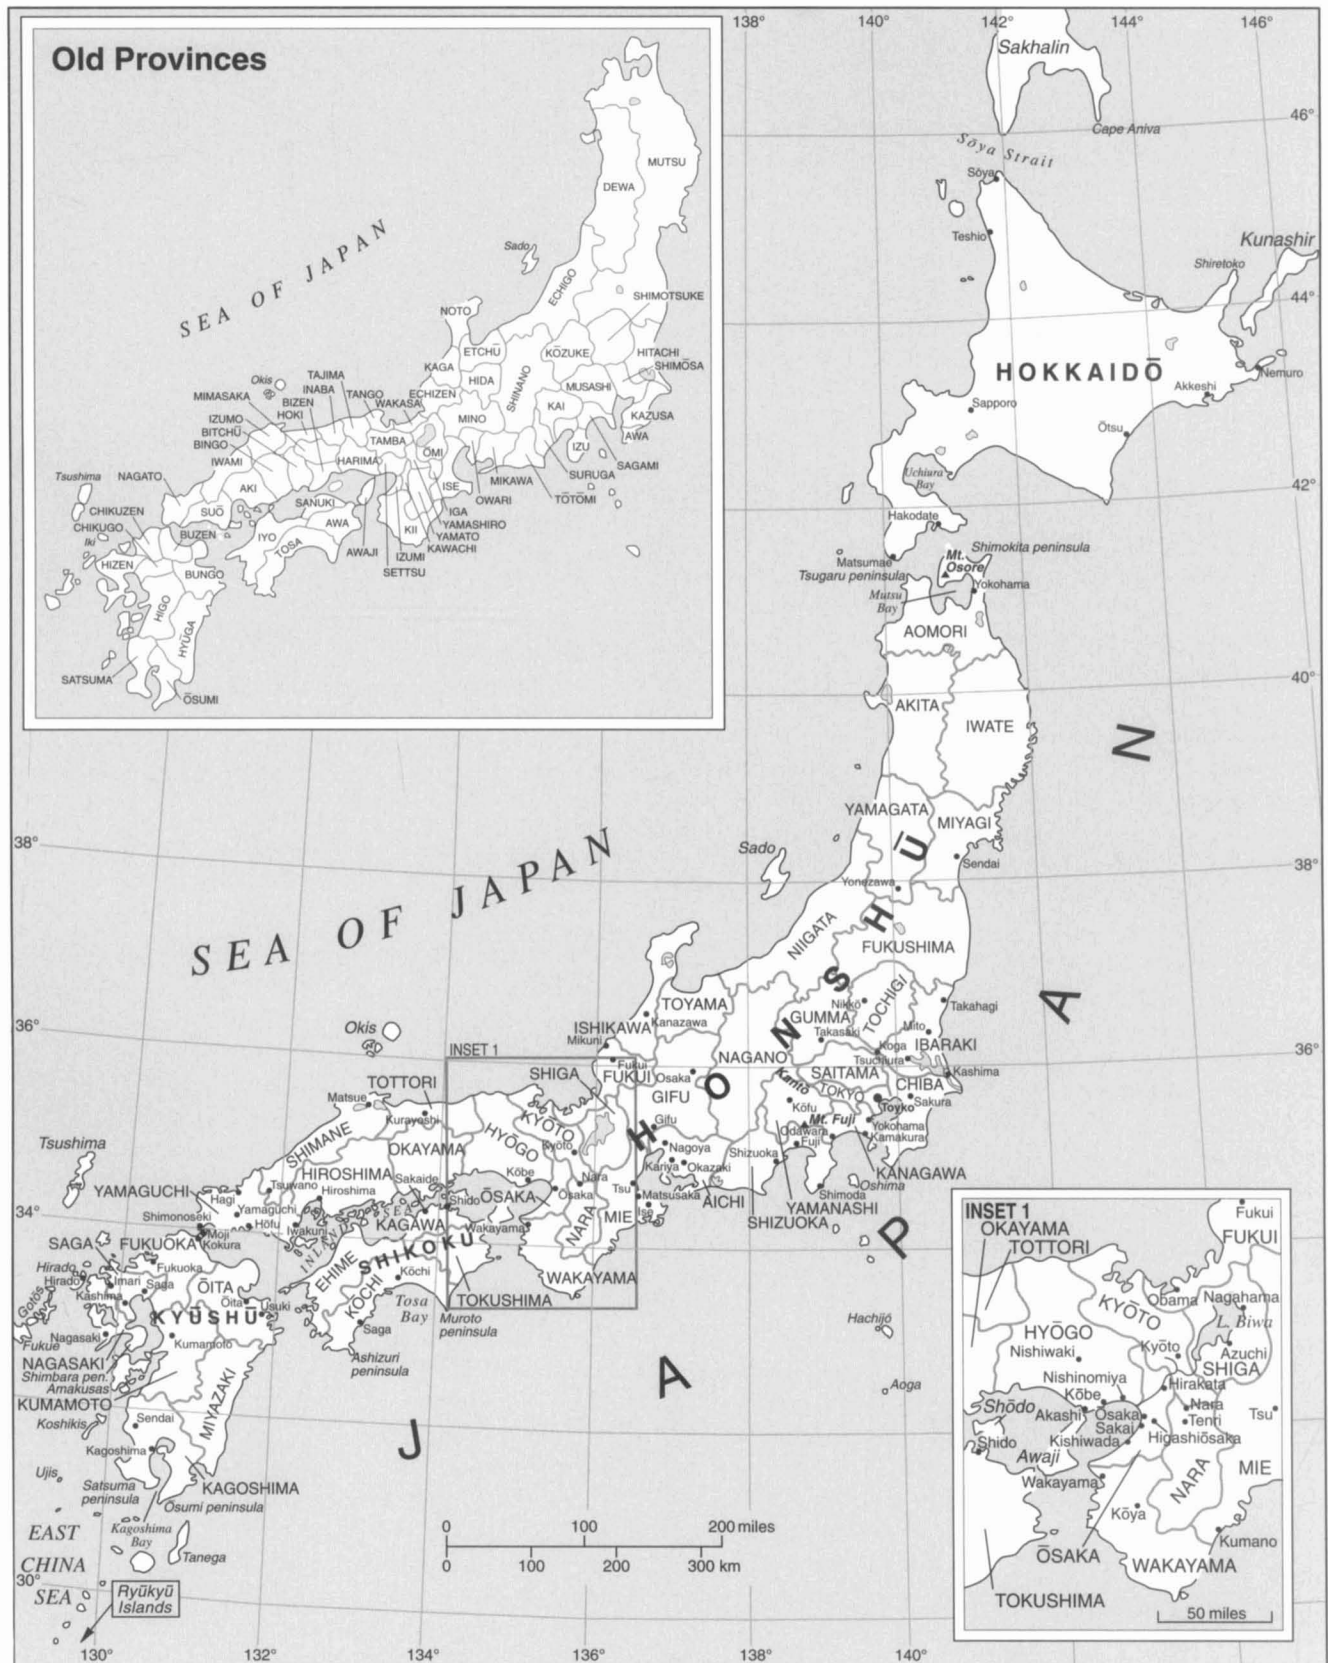 138°
140°
142°
144°
146°
Old Provinces
SEA OF JAPAN
MUTSU
DEWA
Sado
ECHIGO
SHIMOTSUKE
NOTO
ETCHŪ
KŌZUKE
HITACHI
SHIMŌSA
KAGA
HIDA
SHINANO
MUSASHI
TAJIMA
Okis
INABA
TANGO
ECHIZEN
MIMASAKA
BIZEN
WAKASA
KAI
KAZUSA
HOKI
MINO
IZUMO
BITCHŪ
BINGO
TAMBA
AWA
ŌMI
IZU
IWAMI
HARIMA
SAGAMI
Tsushima
NAGATO
AKI
ISE
MIKAWA
SURUGA
OWARI
TŌTŌMI
SANUKI
CHIKUZEN
SUŌ
IGA
CHIKUGO
AWA
YAMASHIRO
Iki
BUZEN
IYO
KII
YAMATO
TOSA
AWAJI
KAWACHI
IZUMI
HIZEN
BUNGO
SETTSU
HIGO
HYŪGA
SATSUMA
ŌSUMI
Sakhalin
46°
Cape Aniva
Sōya Strait
Sōya
Teshio
Kunashir
Shiretoko
44°
HOKKAIDŌ
Nemuro
Akkeshi
Sapporo
Ōtsu
Uchiura
Bay
42°
Hakodate
Shimokita peninsula
Matsumae
Mt.
Osore
Tsugaru peninsula
Yokohama
Mutsu
Bay
AOMORI
40°
AKITA
IWATE
YAMAGATA
MIYAGI
38°
Sado
Sendai
38°
Yonezawa
SEA OF JAPAN
NIIGATA
FUKUSHIMA
HONSHŪ
JAPAN
TOYAMA
Nikkō
TOCHIGI
Takahagi
36°
Okis
ISHIKAWA
Kanazawa
GUMMA
Takasaki
Mito
Mikuni
Koga
IBARAKI
36°
INSET 1
NAGANO
Tsuchiura
SHIGA
Fukui
FUKUI
Osaka
SAITAMA
Kashima
TOTTORI
GIFU
Kantō
TOKYO
CHIBA
Matsue
Kōfu
Toyko
Sakura
Kurayoshi
KYŌTO
Gifu
Mt. Fuji
Yokohama
SHIMANE
HYŌGO
Odawara
Kamakura
OKAYAMA
Kyōto
Nagoya
Fuji
Tsushima
Kariya
Okazaki
Shizuoka
KANAGAWA
HIROSHIMA
Sakaide
Kōbe
Nara
Tsu
Oshima
YAMAGUCHI
Tsuwano
Hiroshima
Shido
ŌSAKA
Osaka
Matsusaka
AICHI
Shimoda
Hagi
YAMANASHI
Yamaguchi
Ise
SHIZUOKA
34°
Shimonoseki
Hōfu
Iwakuni
INLAND SEA
KAGAWA
Wakayama
NARA
MIE
Moji
SAGA
FUKUOKA
Kokura
SHIKOKU
Fukuoka
EHIME
WAKAYAMA
Hirado
Hirado
Imari
Saga
ŌITA
KŌCHI
Kōchi
Kashima
Ōita
Usuki
Tosa
Bay
TOKUSHIMA
Gotōs
KYŪSHŪ
Saga
Muroto
peninsula
Nagasaki
Kumamoto
Fukue
NAGASAKI
Ashizuri
peninsula
Hachijō
Shimbara pen.
Amakusas
KUMAMOTO
MIYAZAKI
Aoga
Koshikis
Sendai
Kagoshima
Ujis
KAGOSHIMA
Satsuma
peninsula
Ōsumi peninsula
Kagoshima
Bay
EAST
CHINA
SEA
Tanega
30°
Ryūkyū
Islands
0 100 200 miles
0 100 200 300 km
INSET 1
Fukui
OKAYAMA
FUKUI
TOTTORI
KYŌTO
Obama
Nagahama
HYŌGO
L. Biwa
Nishiwaki
Kyōto
Azuchi
SHIGA
Nishinomiya
Kōbe
Hirakata
Shōdo
Nara
Akashi
Ōsaka
Tenri
Tsu
Sakai
Shido
Kishiwada
Higashiōsaka
Awaji
Wakayama
MIE
NARA
Kōya
Kumano
ŌSAKA
WAKAYAMA
TOKUSHIMA
50 miles
130°
132°
134°
136°
138°
140°